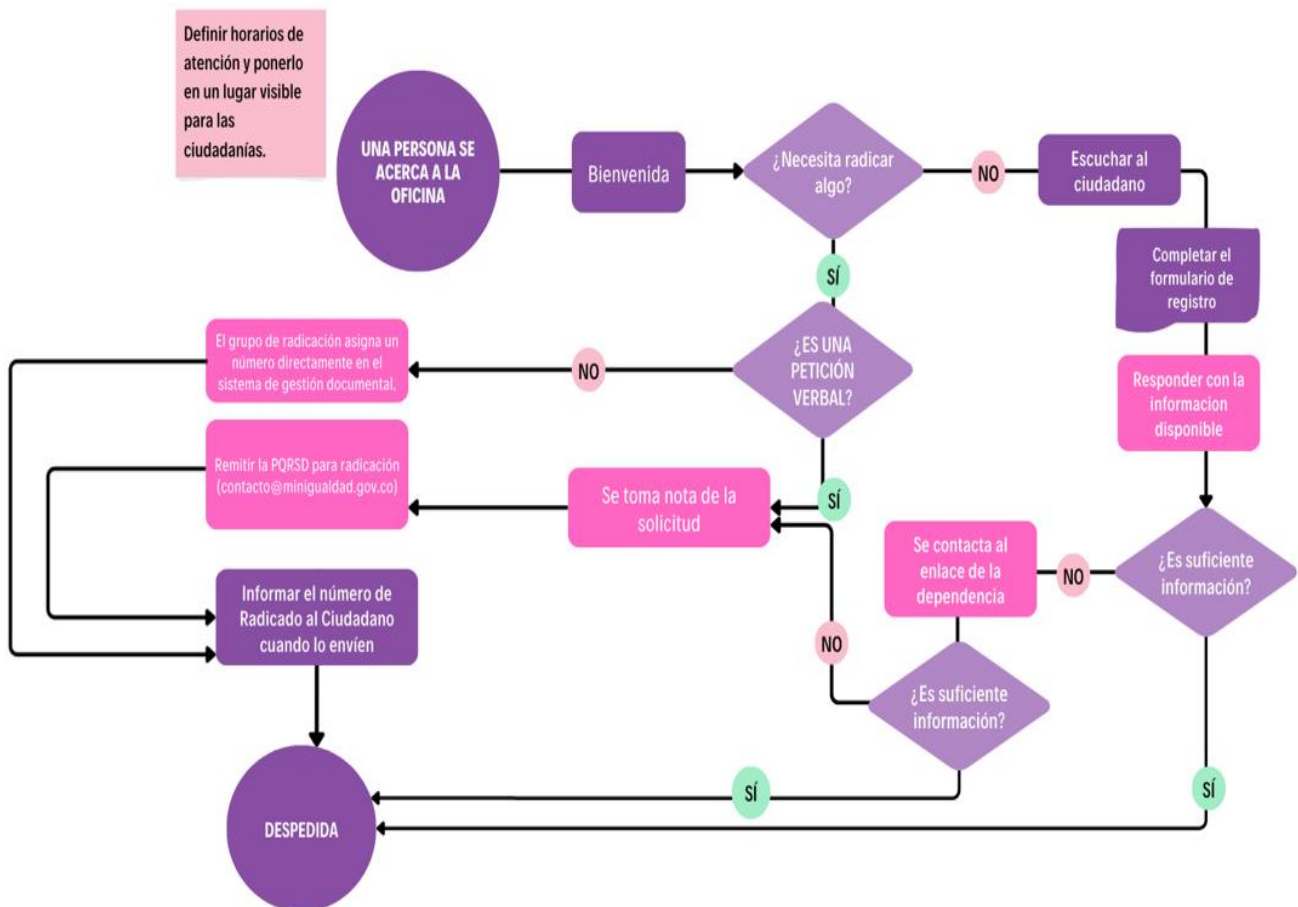 Definir horarios de
atención y ponerlo
en un lugar visible
para las
ciudadanías.
UNA PERSONA SE
ACERCA A LA
OFICINA
Bienvenida
¿Necesita radicar
algo?
NO
Escuchar al
ciudadano
SÍ
Completar el
formulario de
registro
El grupo de radicación asigna un
número directamente en el
sistema de gestión documental.
NO
¿ES UNA
PETICIÓN
VERBAL?
Responder con la
informacion
disponible
Remitir la PQRSD para radicación
(contacto@minigualdad.gov.co)
Se toma nota de la
solicitud
SÍ
Se contacta al
enlace de la
dependencia
NO
¿Es suficiente
información?
Informar el número de
Radicado al Ciudadano
cuando lo envíen
NO
¿Es suficiente
información?
SÍ
SÍ
DESPEDIDA